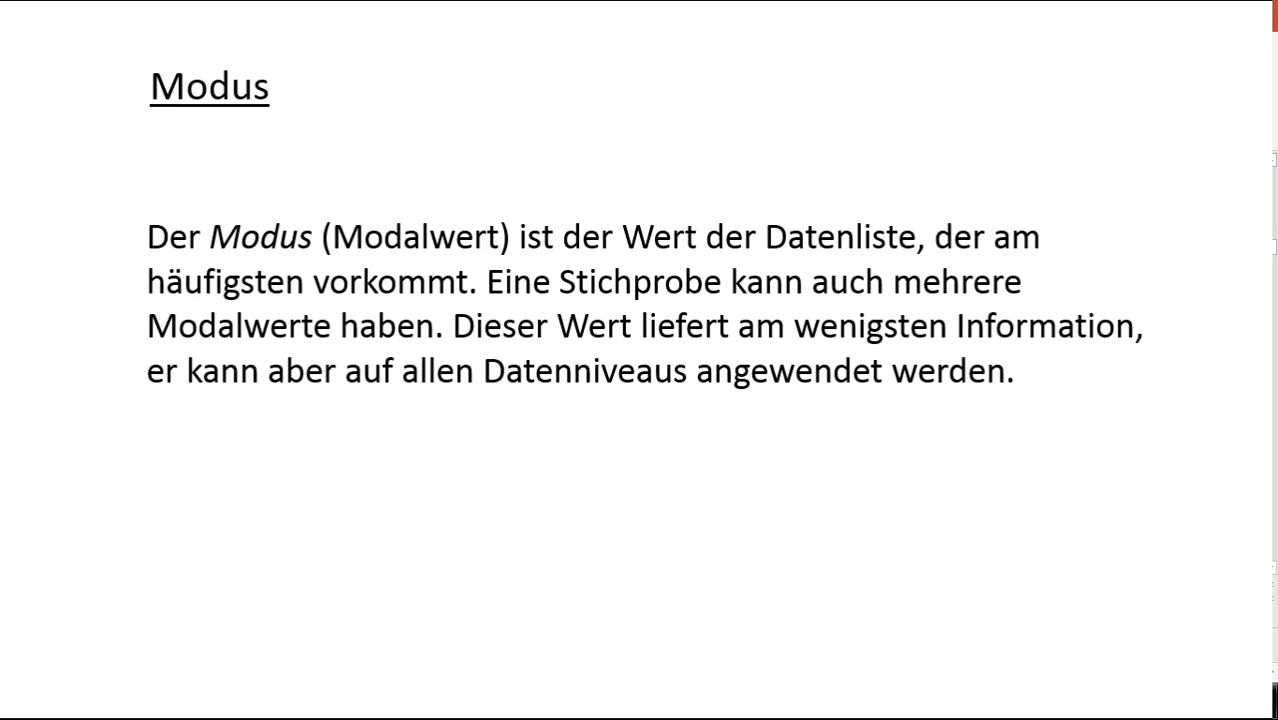 Modus
Der Modus (Modalwert) ist der Wert der Datenliste, der am
häufigsten vorkommt. Eine Stichprobe kann auch mehrere
Modalwerte haben. Dieser Wert liefert am wenigsten Information,
er kann aber auf allen Datenniveaus angewendet werden.